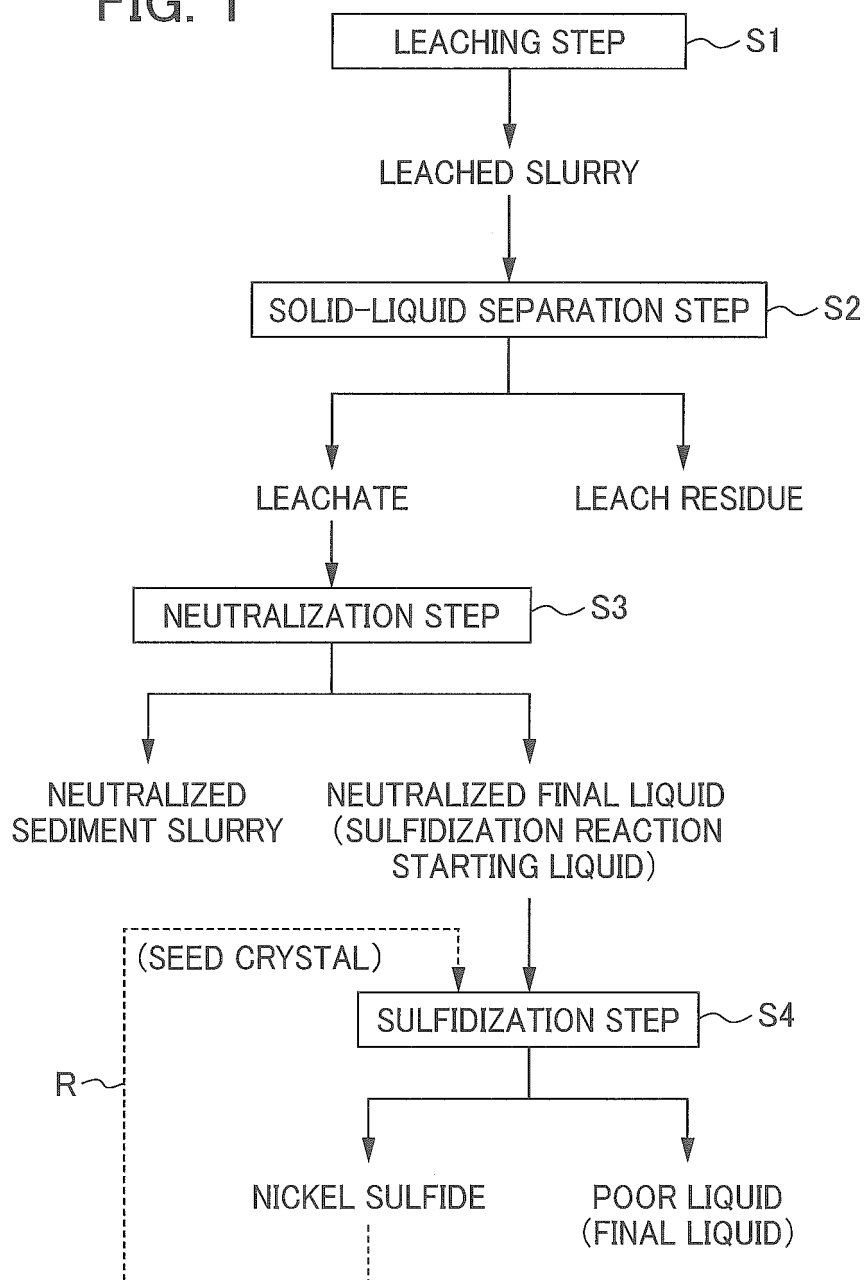 FIG. 1
LEACHING STEP
S1
LEACHED SLURRY
SOLID-LIQUID SEPARATION STEP
S2
LEACHATE
LEACH RESIDUE
NEUTRALIZATION STEP
S3
NEUTRALIZED
SEDIMENT SLURRY
NEUTRALIZED FINAL LIQUID
(SULFIDIZATION REACTION
STARTING LIQUID)
(SEED CRYSTAL)
SULFIDIZATION STEP
S4
R
NICKEL SULFIDE
POOR LIQUID
(FINAL LIQUID)